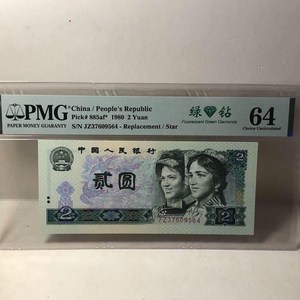 PMG China / People's Republic
PAPER MONEY GUARANTY
Pick# 885af* 1980 2 Yuan
S/N JZ37609564 - Replacement / Star
绿 钻
Fluorescent Green Diamonds
64
Choice Uncirculated
中国人民银行
贰圆
2
2
JZ37609564